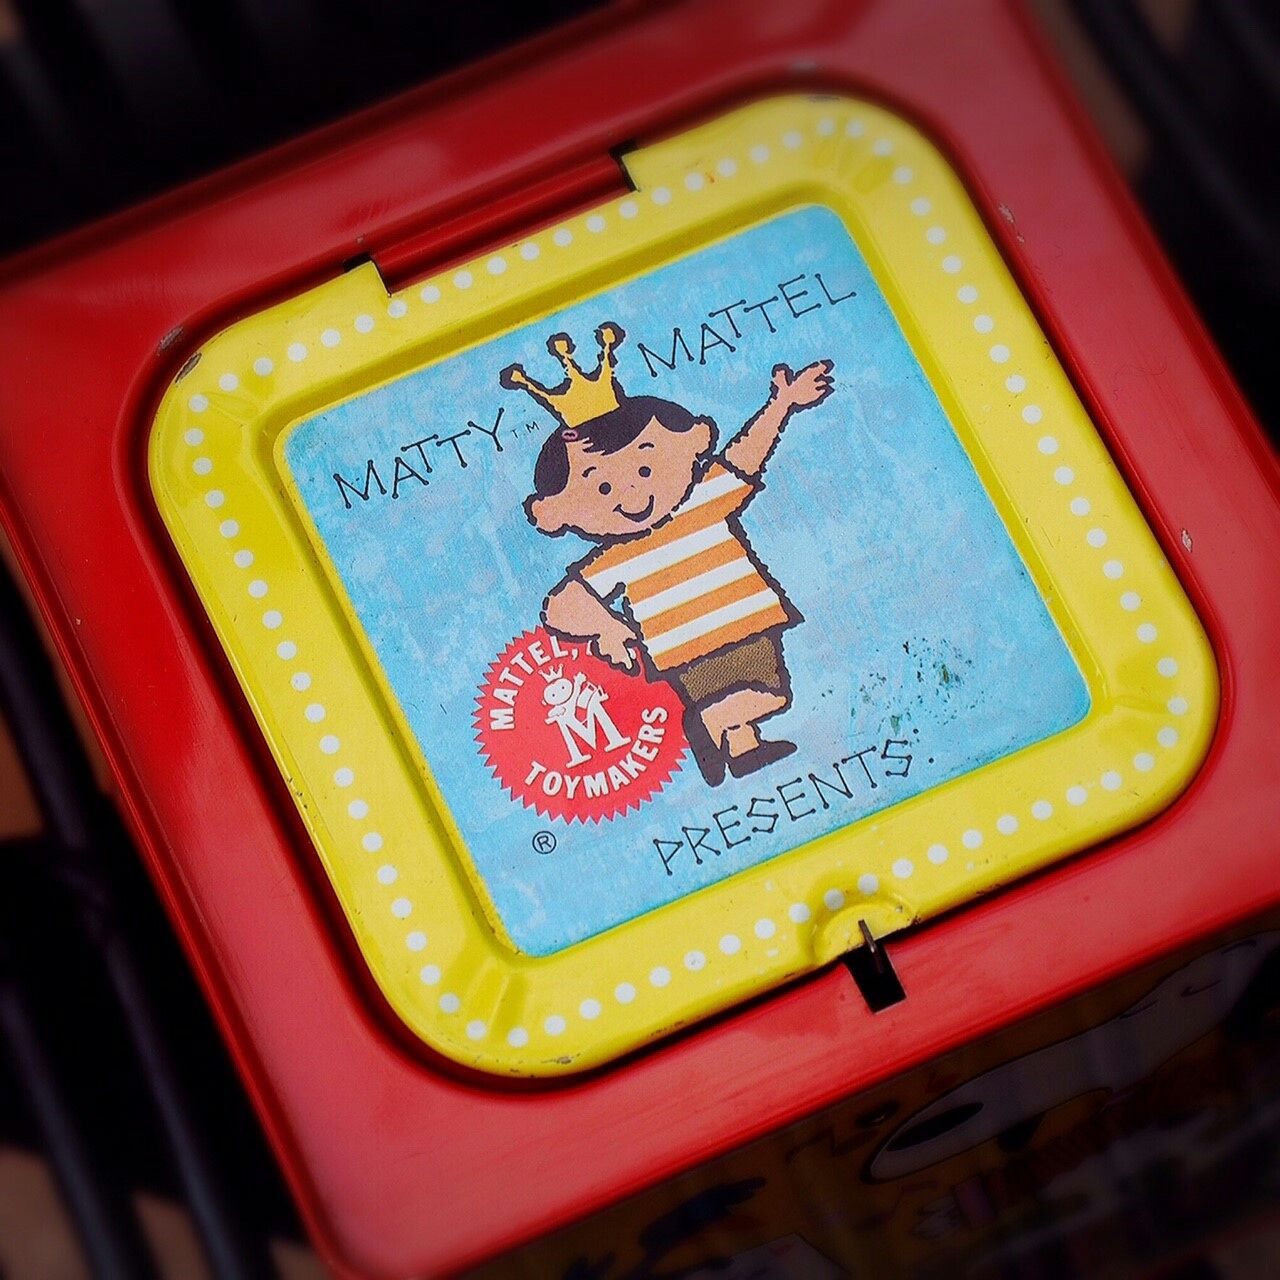 MATTY™ MATTEL
MATTEL,
M
TOYMAKERS
®
PRESENTS: